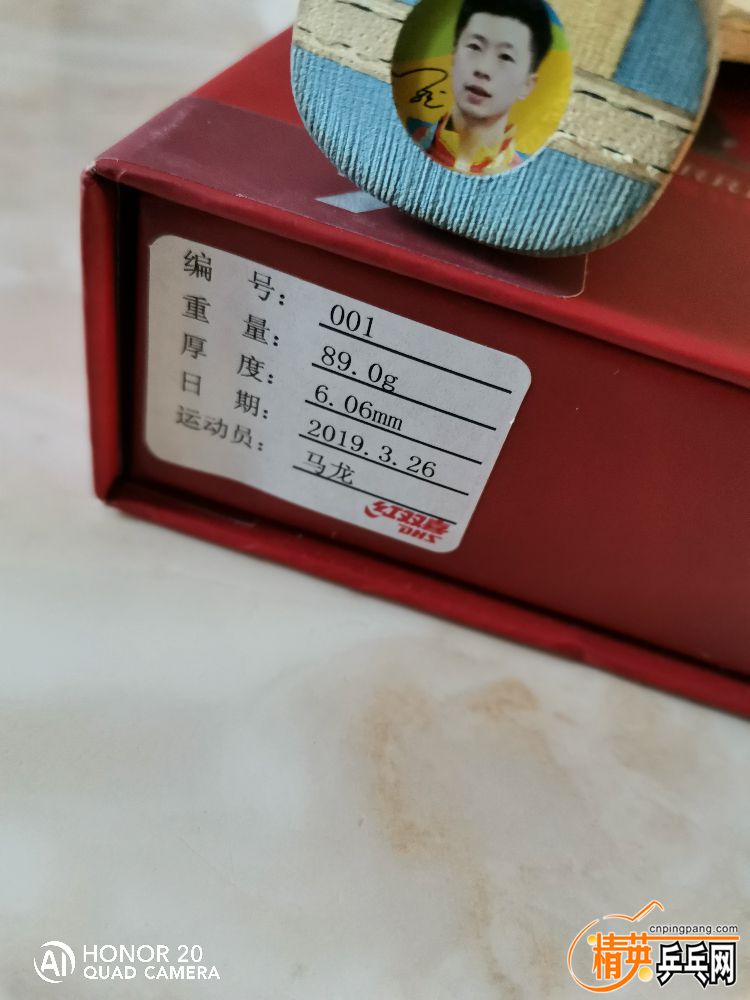 编 号: 001
重 量: 89.0g
厚 度: 6.06mm
日 期: 2019.3.26
运动员: 马龙
红双喜
DHS
HONOR 20
QUAD CAMERA
cnpingpang.com
精英乒乓网